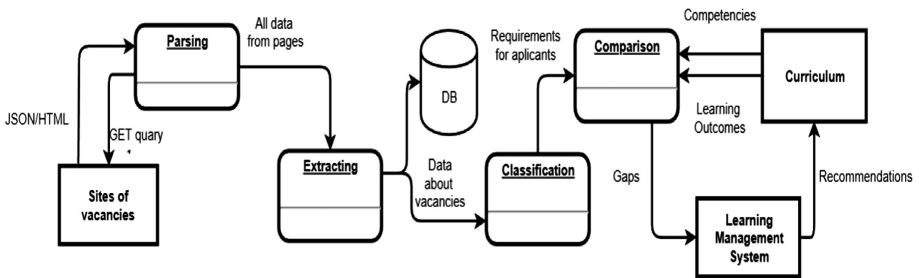 Parsing
All data
from pages
JSON/HTML
GET quary
Sites of
vacancies
Extracting
DB
Data
about
vacancies
Classification
Requirements
for aplicants
Comparison
Competencies
Learning
Outcomes
Curriculum
Gaps
Learning
Management
System
Recommendations